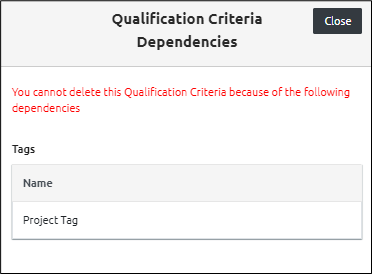 Qualification Criteria
Dependencies
Close
You cannot delete this Qualification Criteria because of the following
dependencies
Tags
Name
Project Tag